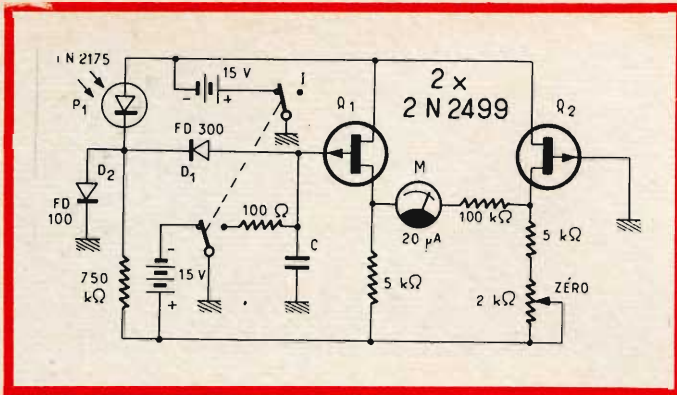 1N 2175
P1
15 V
- +
I
2 x
2 N 2499
Q1
Q2
FD 300
D1
D2
FD
100
M
100 Ω
100 kΩ
20 µA
C
5 kΩ
750
kΩ
-
15 V
+
5 kΩ
2 kΩ
ZÉRO